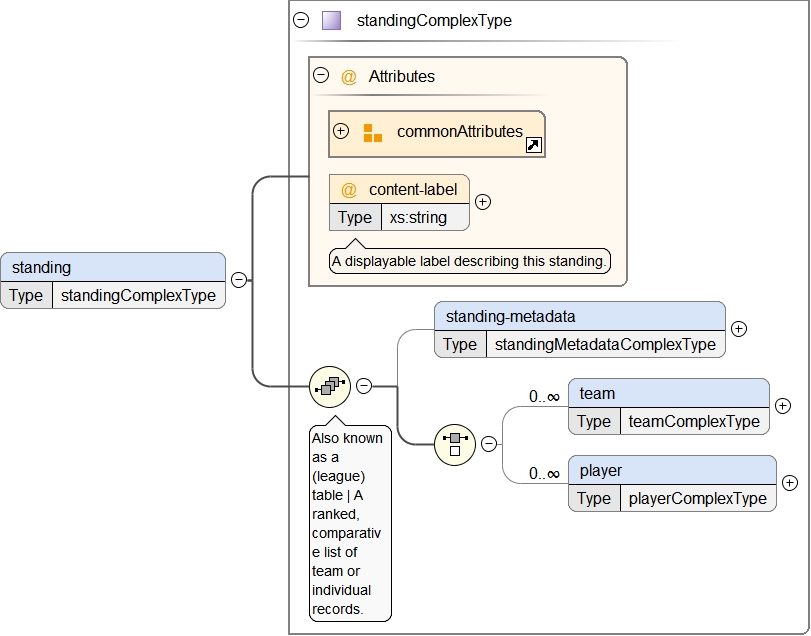 standingComplexType
@ Attributes
commonAttributes
@ content-label
Type xs:string
A displayable label describing this standing.
standing
Type standingComplexType
standing-metadata
Type standingMetadataComplexType
0..∞
team
Type teamComplexType
0..∞
player
Type playerComplexType
Also known
as a
(league)
table | A
ranked,
comparativ
e list of
team or
individual
records.